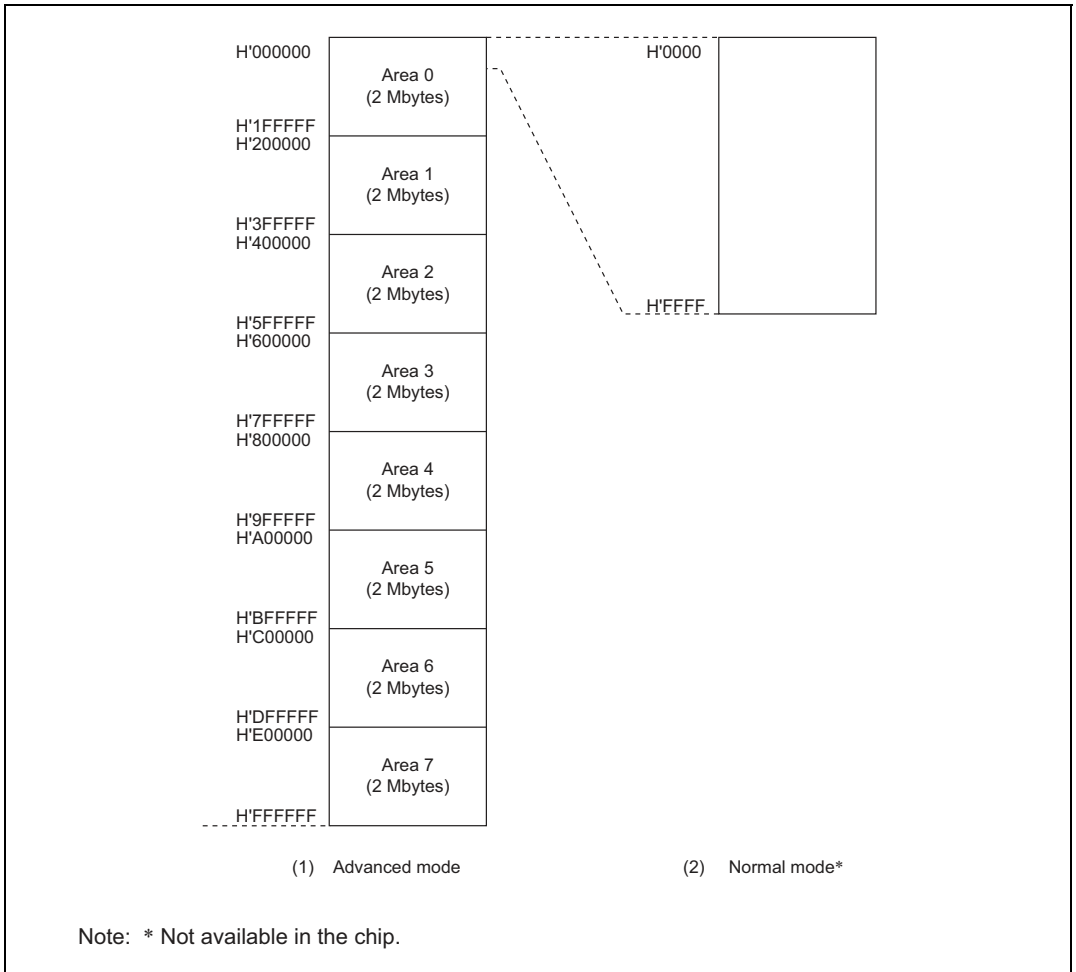 H'000000
Area 0
(2 Mbytes)
H'1FFFFF
H'200000
Area 1
(2 Mbytes)
H'3FFFFF
H'400000
Area 2
(2 Mbytes)
H'5FFFFF
H'600000
Area 3
(2 Mbytes)
H'7FFFFF
H'800000
Area 4
(2 Mbytes)
H'9FFFFF
H'A00000
Area 5
(2 Mbytes)
H'BFFFFF
H'C00000
Area 6
(2 Mbytes)
H'DFFFFF
H'E00000
Area 7
(2 Mbytes)
H'FFFFFF
(1) Advanced mode
H'0000
H'FFFF
(2) Normal mode*
Note: * Not available in the chip.